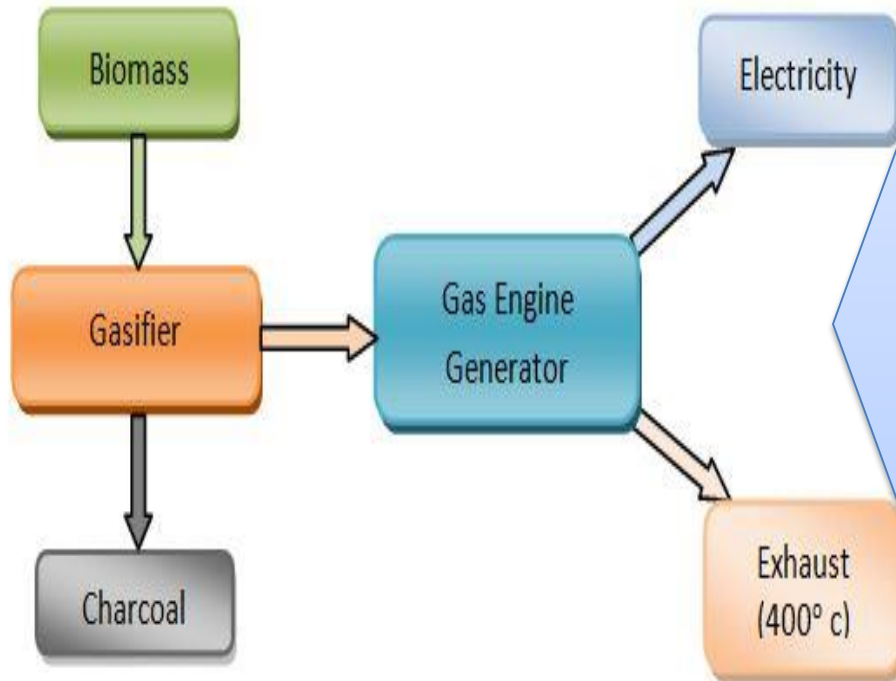 Biomass
Electricity
Gasifier
Gas Engine
Generator
Charcoal
Exhaust
(400° c)